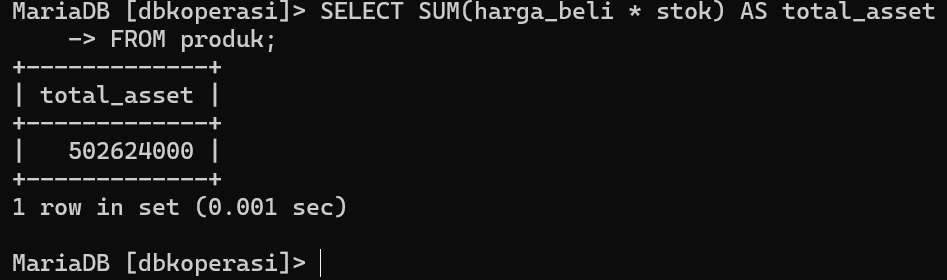 MariaDB [dbkoperasi]> SELECT SUM(harga_beli * stok) AS total_asset
    -> FROM produk;
+-------------+
| total_asset |
+-------------+
|   502624000 |
+-------------+
1 row in set (0.001 sec)
MariaDB [dbkoperasi]>